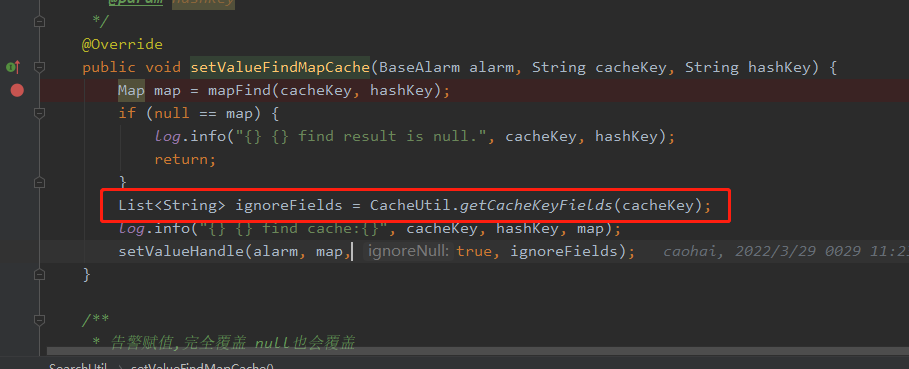 @param hashKey
*/
@Override
public void setValueFindMapCache(BaseAlarm alarm, String cacheKey, String hashKey) {
Map map = mapFind(cacheKey, hashKey);
if (null == map) {
log.info("{} {} find result is null.", cacheKey, hashKey);
return;
}
List<String> ignoreFields = CacheUtil.getCacheKeyFields(cacheKey);
log.info("{} {} find cache:{}", cacheKey, hashKey, map);
setValueHandle(alarm, map, ignoreNull: true, ignoreFields); caohai, 2022/3/29 0029 11:2
}
/**
* 告警赋值,完全覆盖 null也会覆盖
SearchUtil > setValueFindMapCache()